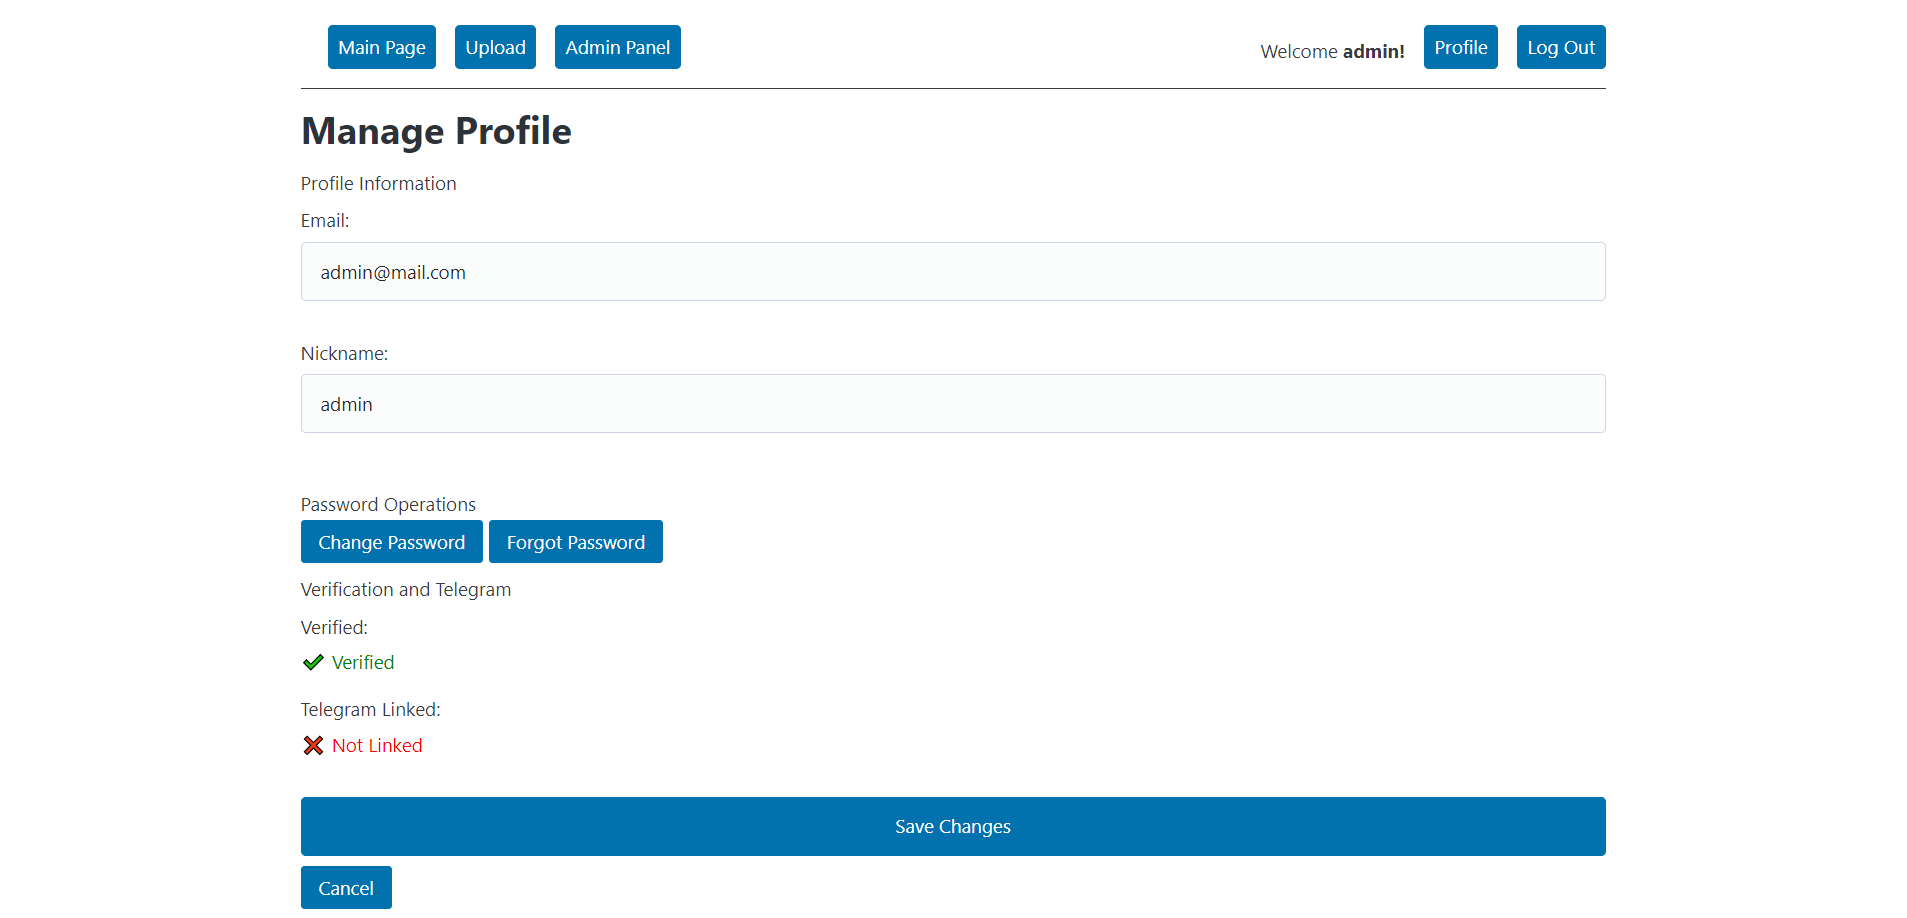 Main Page Upload Admin Panel Welcome admin! Profile Log Out
Manage Profile
Profile Information
Email:
admin@mail.com
Nickname:
admin
Password Operations
Change Password Forgot Password
Verification and Telegram
Verified:
Verified
Telegram Linked:
Not Linked
Save Changes
Cancel